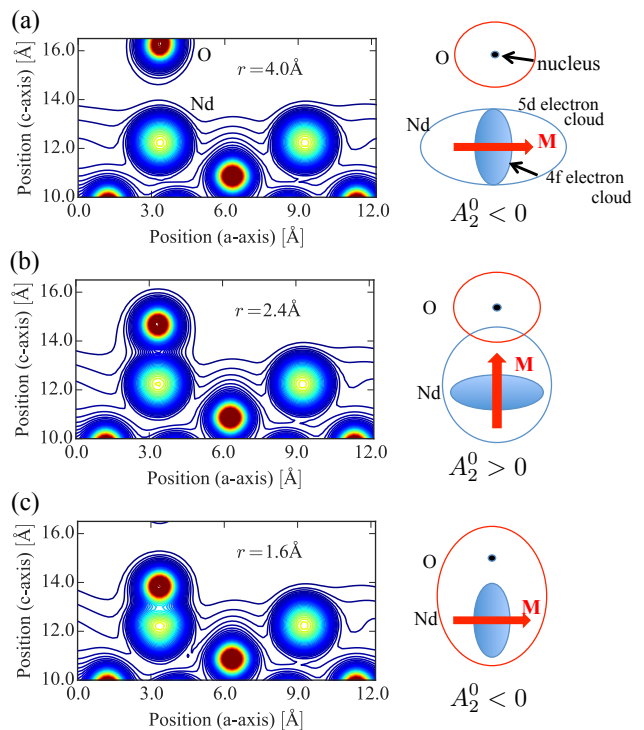 (a)
16.0
14.0
12.0
10.0
Position (c-axis) [Å]
O
r = 4.0Å
Nd
0.0
3.0
6.0
9.0
12.0
Position (a-axis) [Å]
O
nucleus
5d electron
cloud
Nd
M
4f electron
cloud
A₂⁰ < 0
(b)
16.0
14.0
12.0
10.0
Position (c-axis) [Å]
r = 2.4Å
0.0
3.0
6.0
9.0
12.0
Position (a-axis) [Å]
O
M
Nd
A₂⁰ > 0
(c)
16.0
14.0
12.0
10.0
Position (c-axis) [Å]
r = 1.6Å
0.0
3.0
6.0
9.0
12.0
Position (a-axis) [Å]
O
Nd
M
A₂⁰ < 0